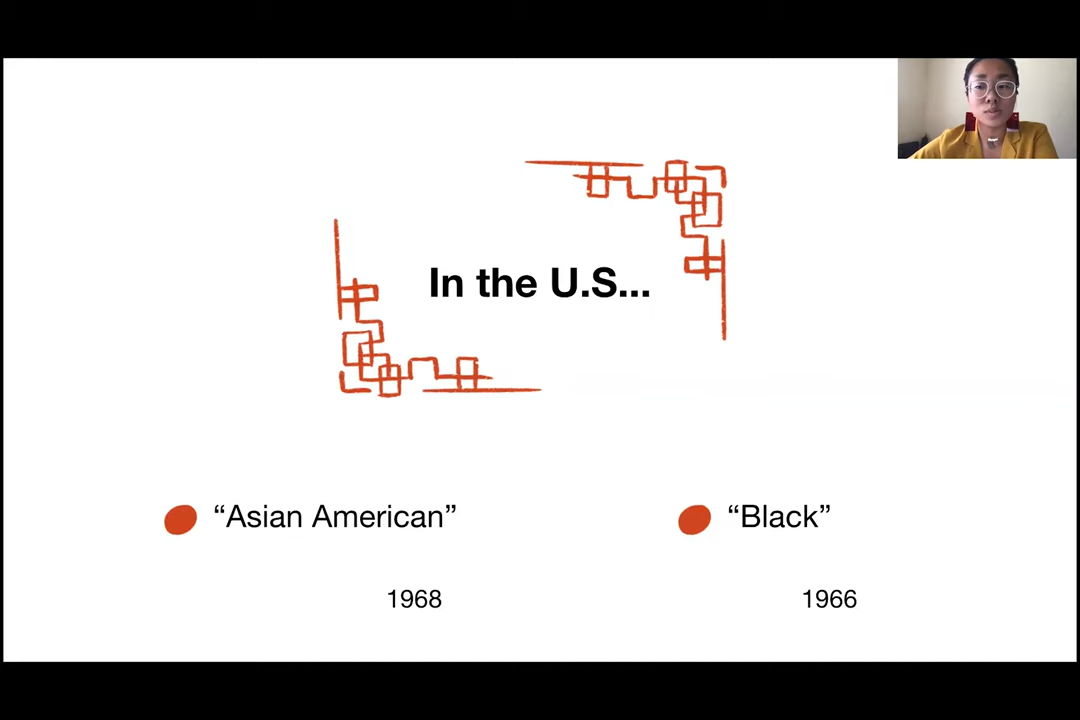 In the U.S...
“Asian American”
“Black”
1968
1966